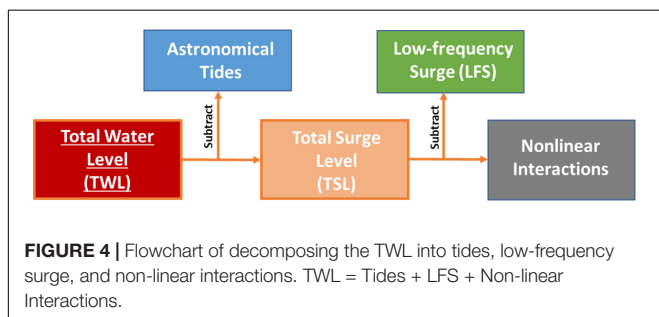 Astronomical
Tides
Low-frequency
Surge (LFS)
Subtract
Subtract
Total Water
Level
(TWL)
Total Surge
Level
(TSL)
Nonlinear
Interactions
FIGURE 4 | Flowchart of decomposing the TWL into tides, low-frequency
surge, and non-linear interactions. TWL = Tides + LFS + Non-linear
Interactions.